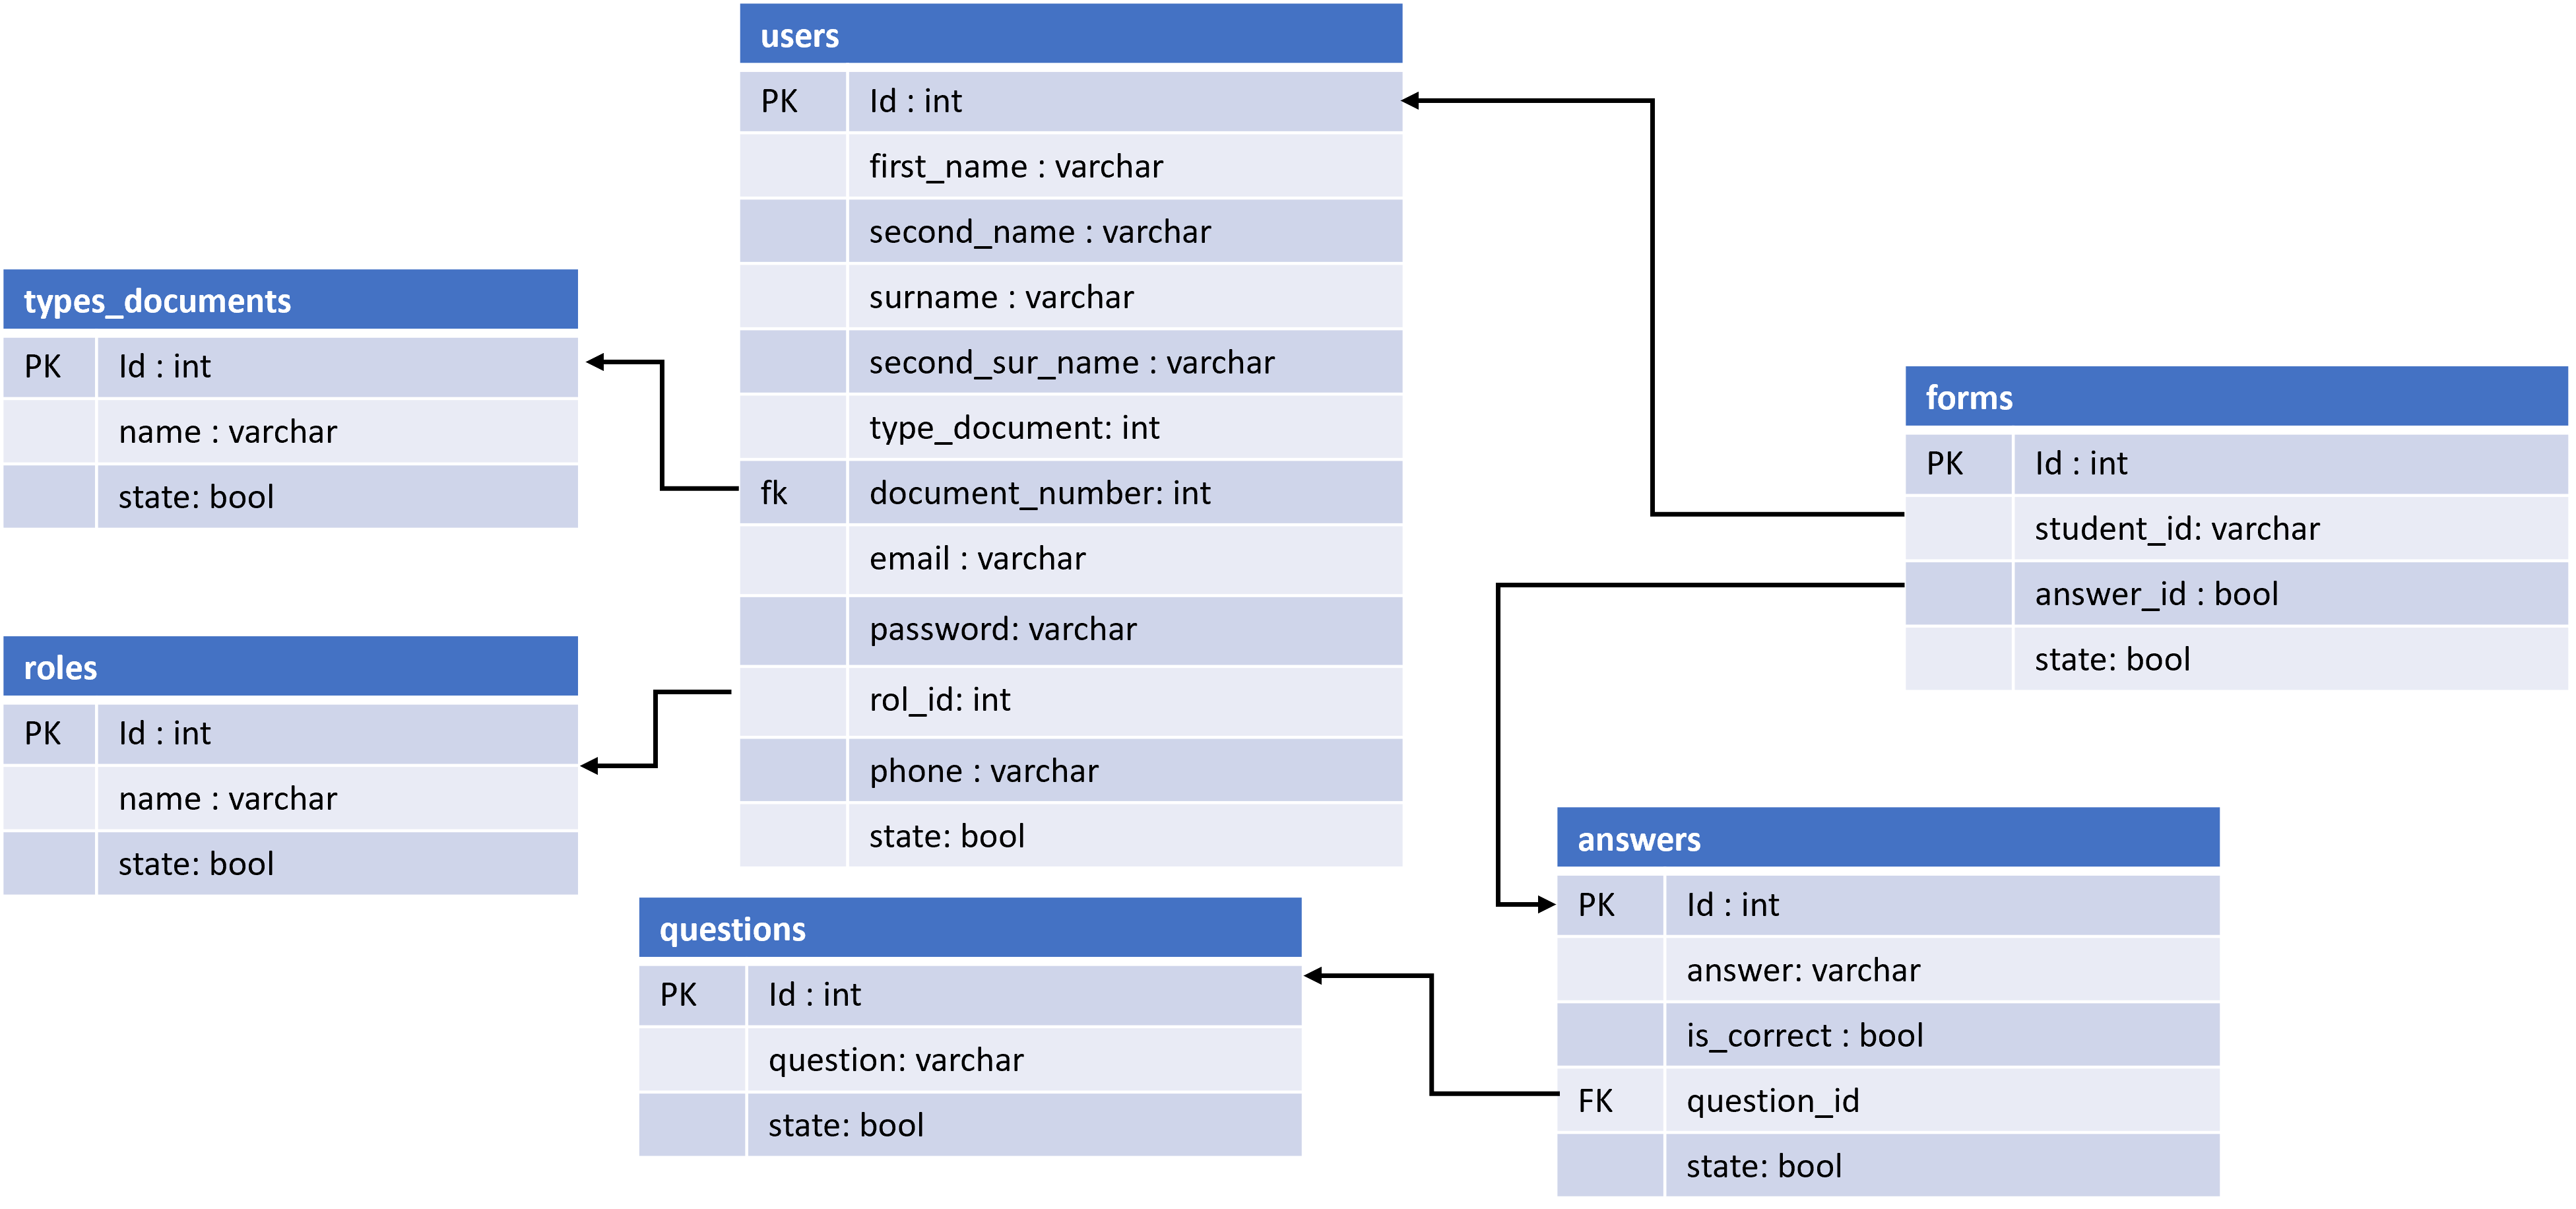 users
PK Id : int
first_name : varchar
second_name : varchar
surname : varchar
second_sur_name : varchar
type_document: int
fk document_number: int
email : varchar
password: varchar
rol_id: int
phone : varchar
state: bool
types_documents
PK Id : int
name : varchar
state: bool
roles
PK Id : int
name : varchar
state: bool
forms
PK Id : int
student_id: varchar
answer_id : bool
state: bool
questions
PK Id : int
question: varchar
state: bool
answers
PK Id : int
answer: varchar
is_correct : bool
FK question_id
state: bool